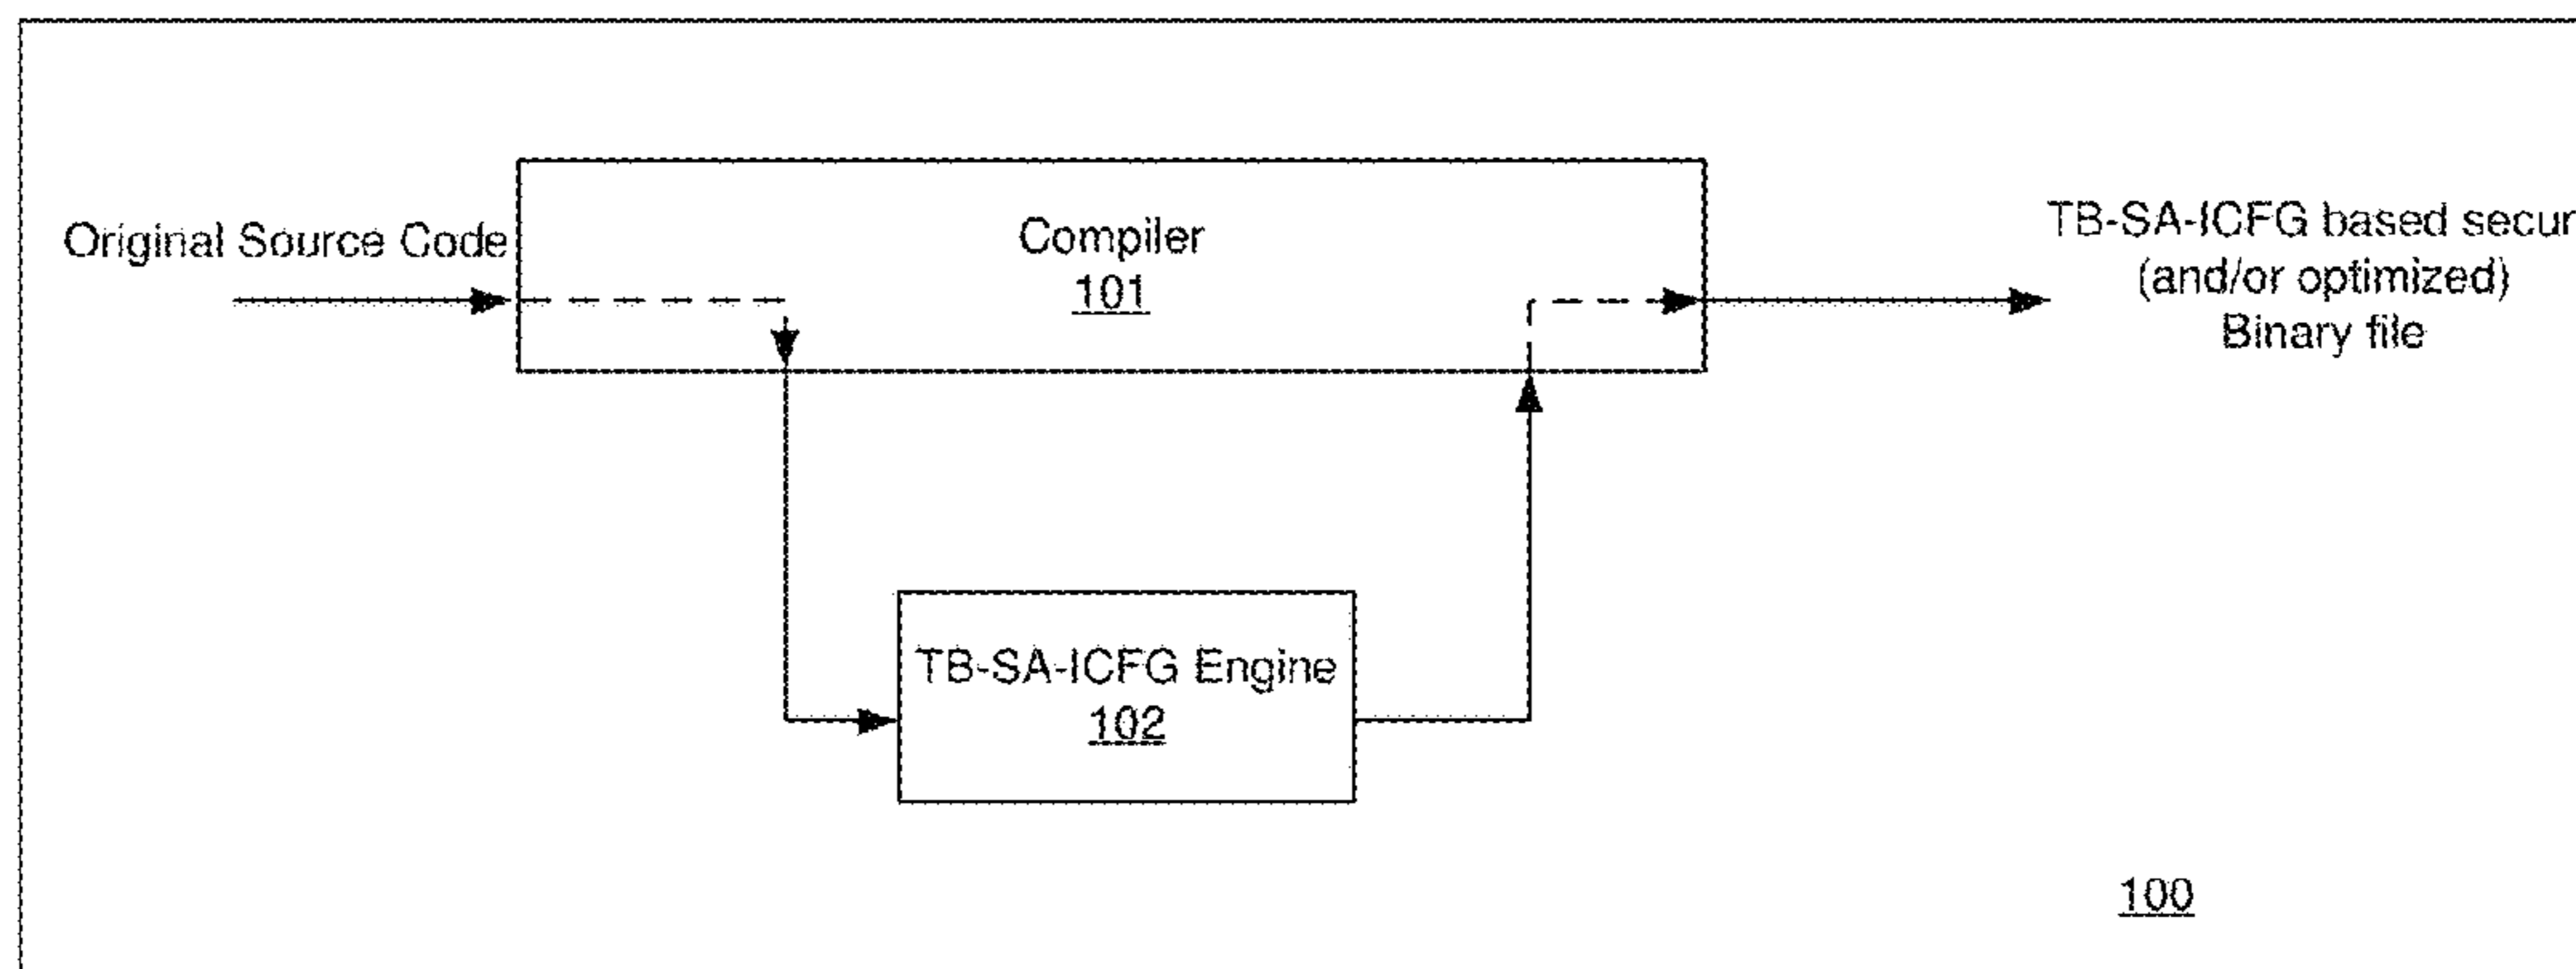 Original Source Code
Compiler
101
TB-SA-ICFG based secur
(and/or optimized)
Binary file
TB-SA-ICFG Engine
102
100